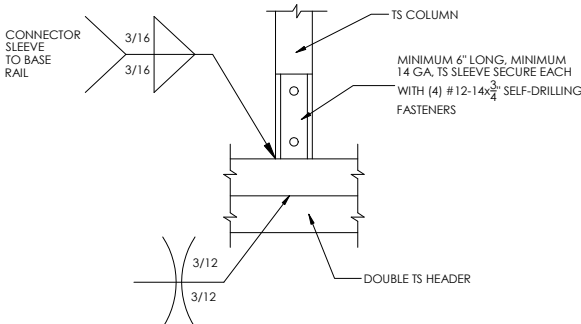 CONNECTOR
SLEEVE
TO BASE
RAIL
3/16
3/16
TS COLUMN
MINIMUM 6" LONG, MINIMUM
14 GA, TS SLEEVE SECURE EACH
WITH (4) #12-14x3/4" SELF-DRILLING
FASTENERS
3/12
3/12
DOUBLE TS HEADER